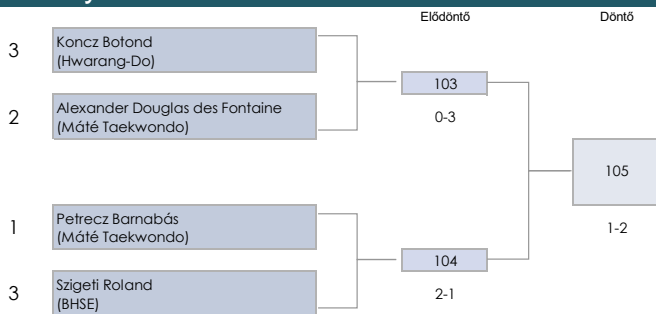 Elődöntő
Döntő
3
Koncz Botond
(Hwarang-Do)
103
0-3
2
Alexander Douglas des Fontaine
(Máté Taekwondo)
105
1-2
1
Petrecz Barnabás
(Máté Taekwondo)
104
2-1
3
Szigeti Roland
(BHSE)